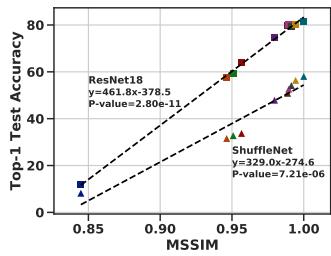 80
60
40
20
0
Top-1 Test Accuracy
ResNet18
y=461.8x-378.5
P-value=2.80e-11
ShuffleNet
y=329.0x-274.6
P-value=7.21e-06
0.85
0.90
0.95
1.00
MSSIM